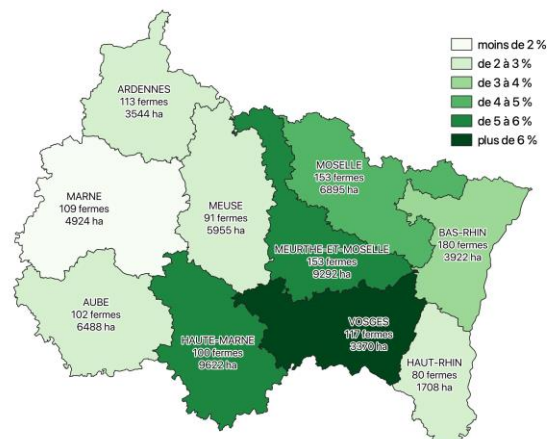 moins de 2 %
de 2 à 3 %
de 3 à 4 %
de 4 à 5 %
de 5 à 6 %
plus de 6 %
ARDENNES
113 fermes
3544 ha
MARNE
109 fermes
4924 ha
MEUSE
91 fermes
5955 ha
MOSELLE
153 fermes
6895 ha
MEURTHE-ET-MOSELLE
153 fermes
9292 ha
BAS-RHIN
180 fermes
3922 ha
AUBE
102 fermes
6488 ha
HAUTE-MARNE
100 fermes
9622 ha
VOSGES
117 fermes
3370 ha
HAUT-RHIN
80 fermes
1708 ha